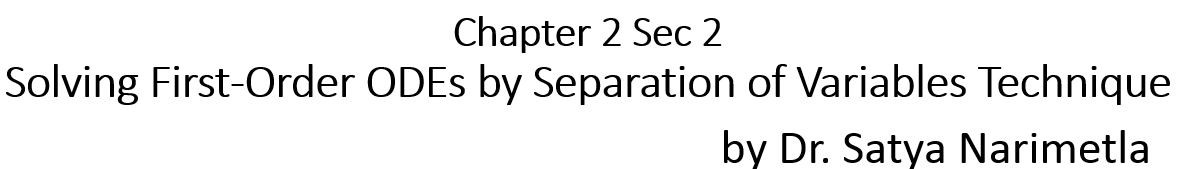 Chapter 2 Sec 2
Solving First-Order ODEs by Separation of Variables Technique
by Dr. Satya Narimetla